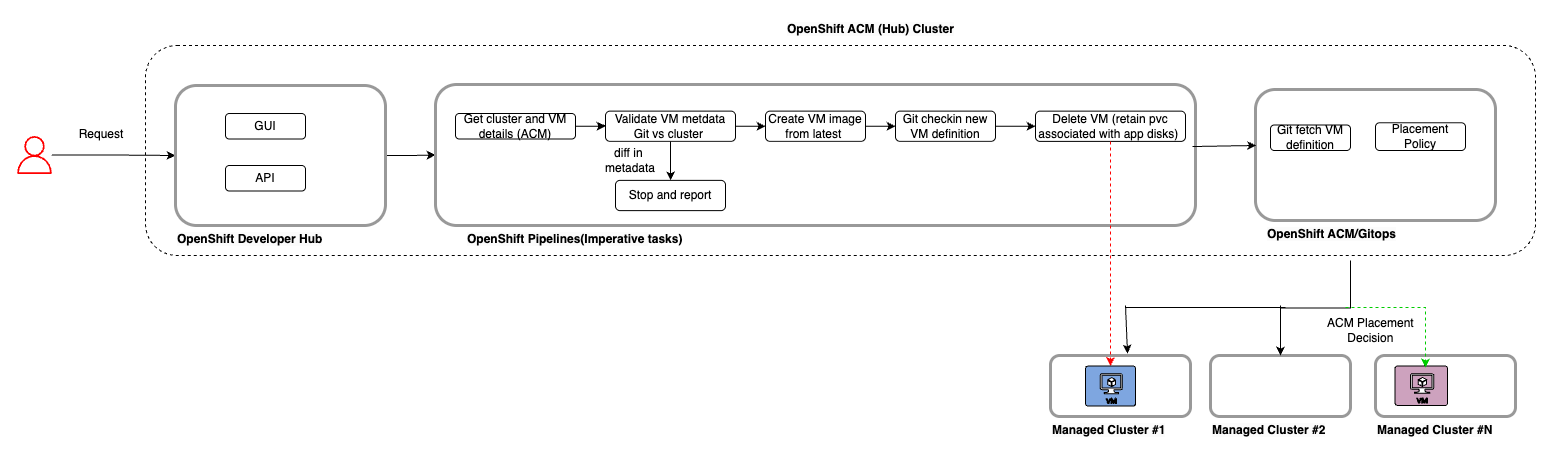 OpenShift ACM (Hub) Cluster
Request
GUI
API
OpenShift Developer Hub
Get cluster and VM
details (ACM)
Validate VM metdata
Git vs cluster
Create VM image
from latest
Git checkin new
VM definition
Delete VM (retain pvc
associated with app disks)
diff in
metadata
Stop and report
OpenShift Pipelines(Imperative tasks)
Git fetch VM
definition
Placement
Policy
OpenShift ACM/Gitops
ACM Placement
Decision
VM
VM
Managed Cluster #1
Managed Cluster #2
Managed Cluster #N